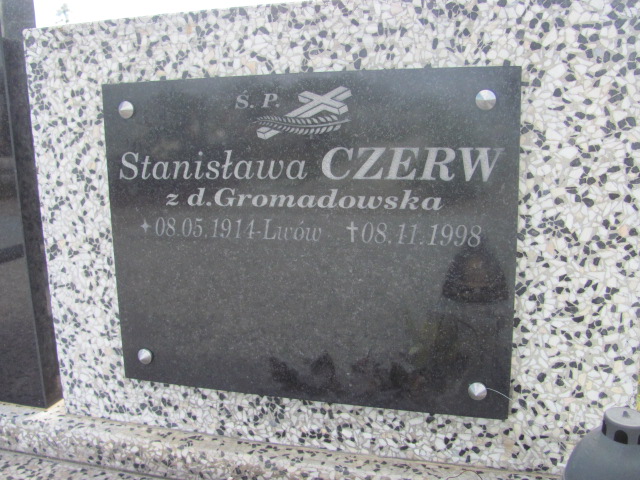 Ś. P.
Stanisława CZERW
z d.Gromadowska
+08.05.1914-Lwów †08.11.1998